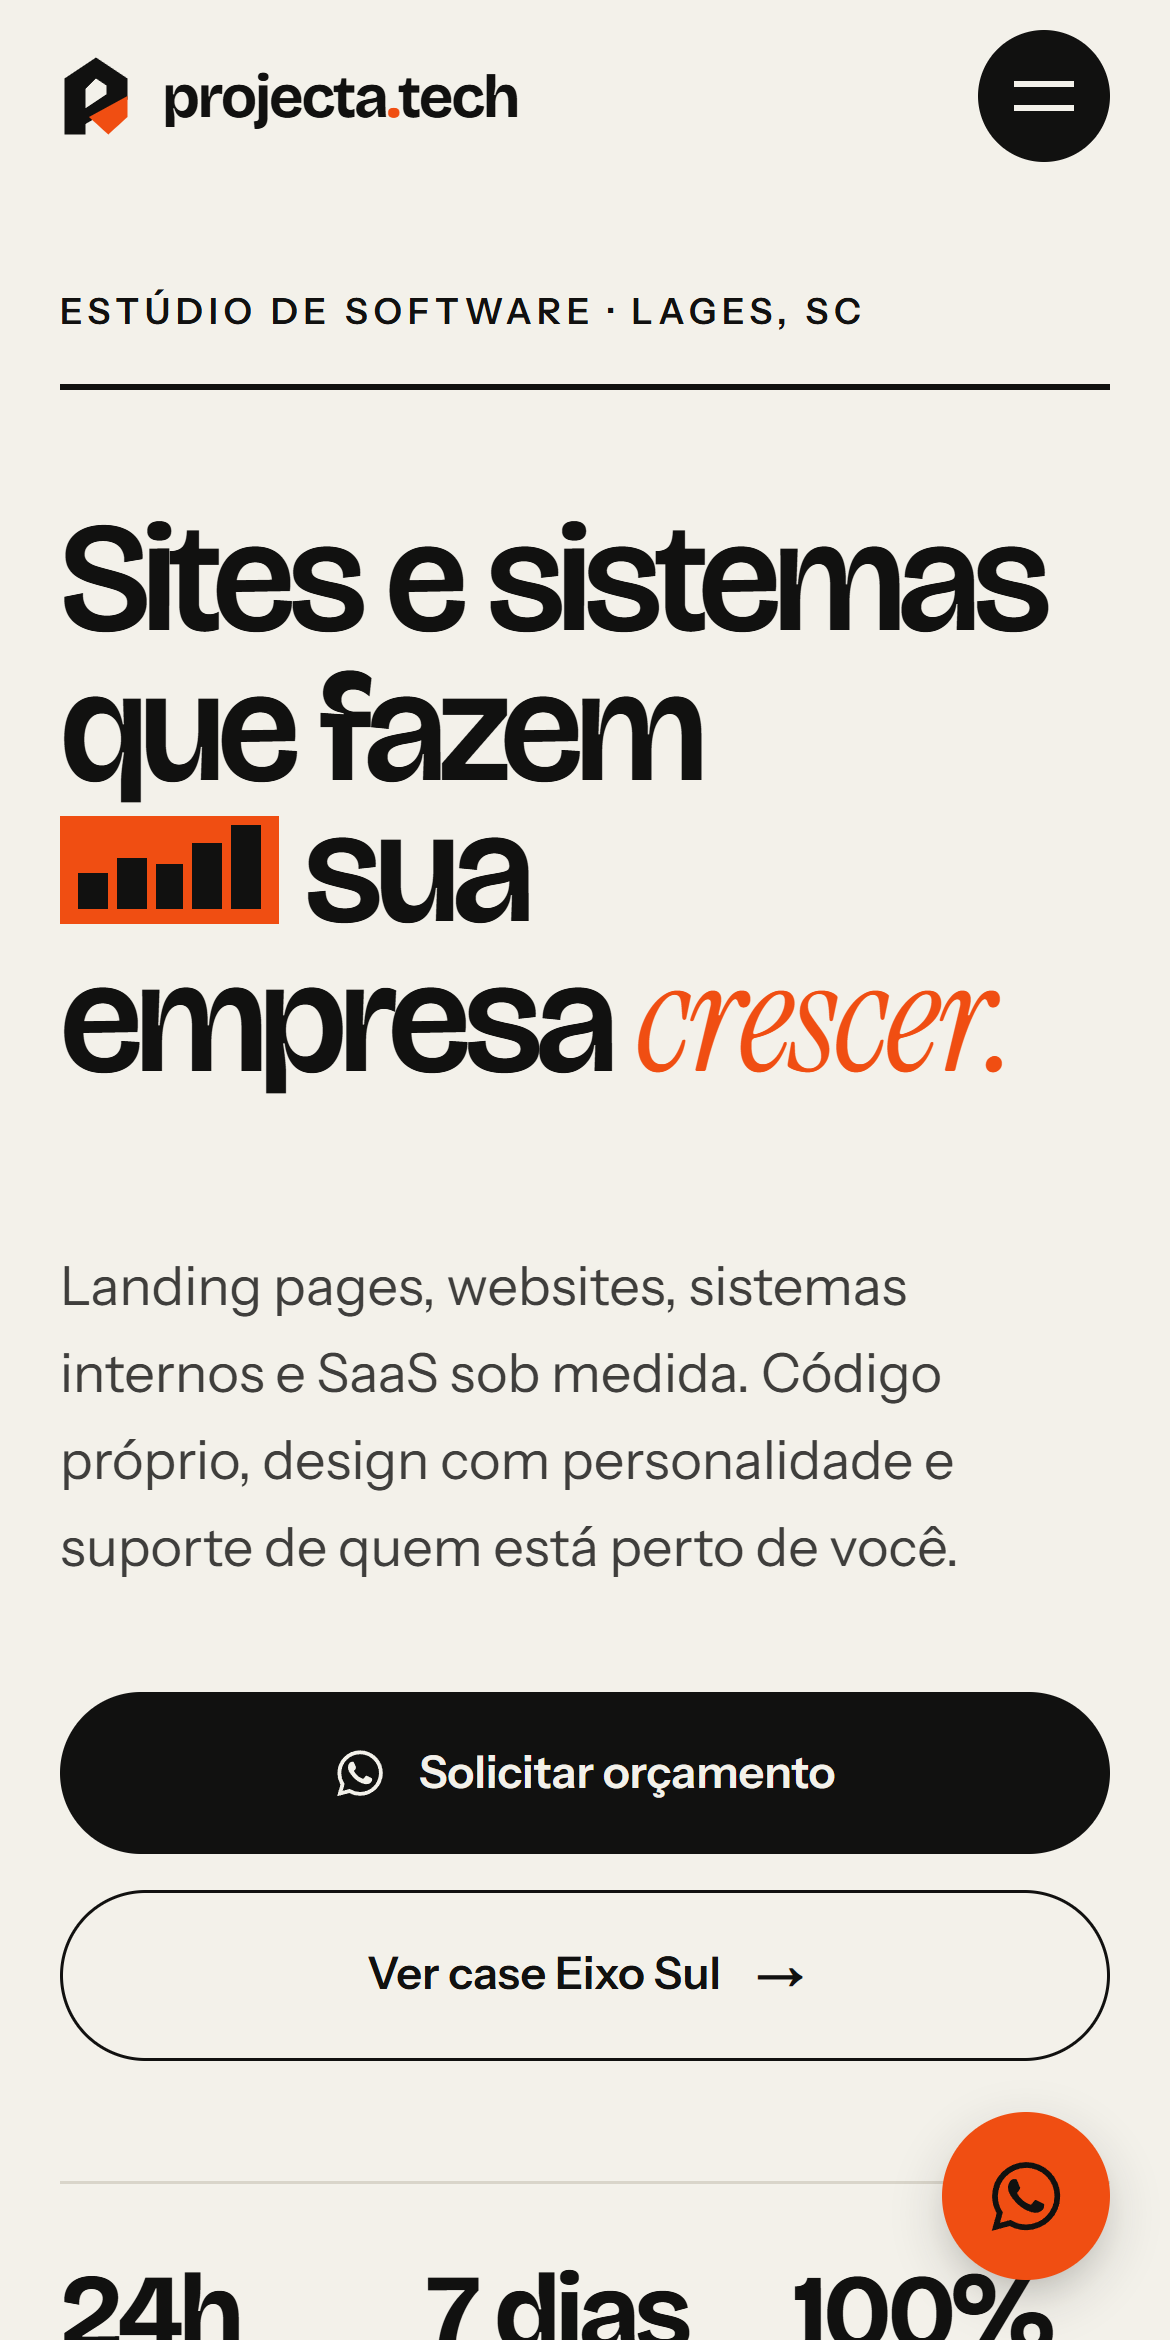 projecta.tech
ESTÚDIO DE SOFTWARE · LAGES, SC
Sites e sistemas
que fazem
sua
empresa crescer.
Landing pages, websites, sistemas
internos e SaaS sob medida. Código
próprio, design com personalidade e
suporte de quem está perto de você.
Solicitar orçamento
Ver case Eixo Sul →
24h 7 dias 100%